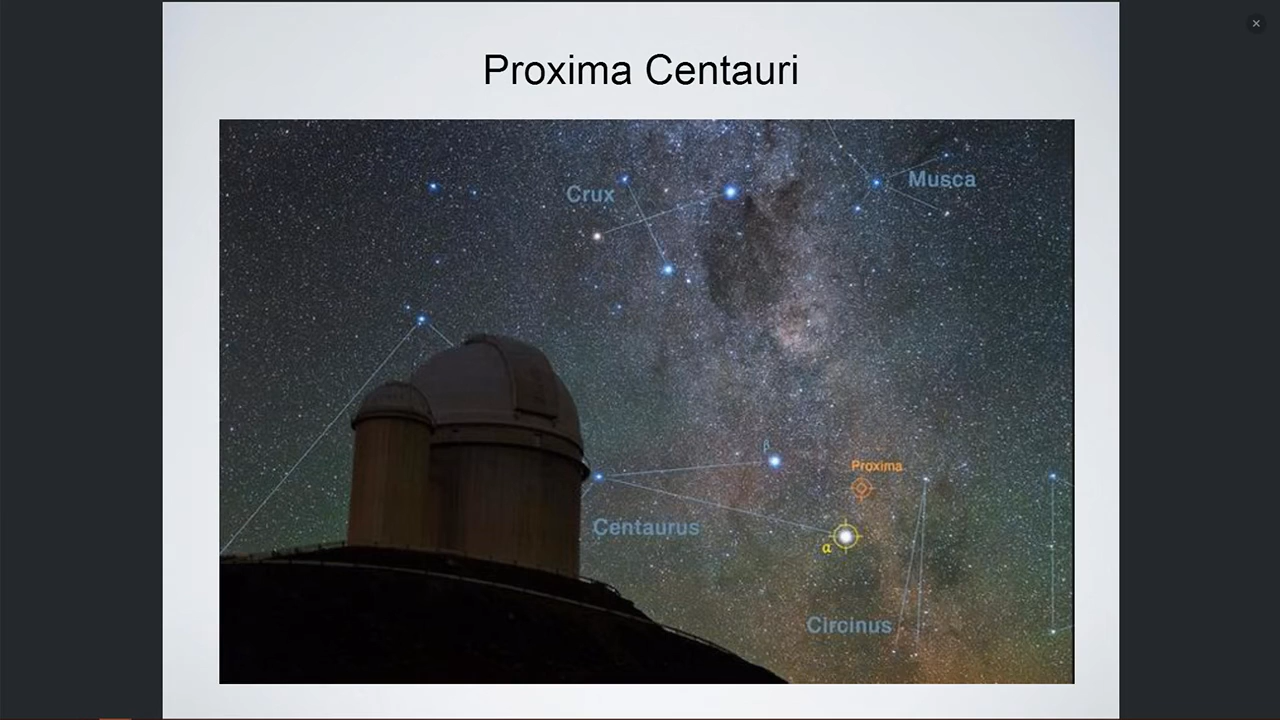 Proxima Centauri
Crux
Musca
β
Proxima
Centaurus
α
Circinus